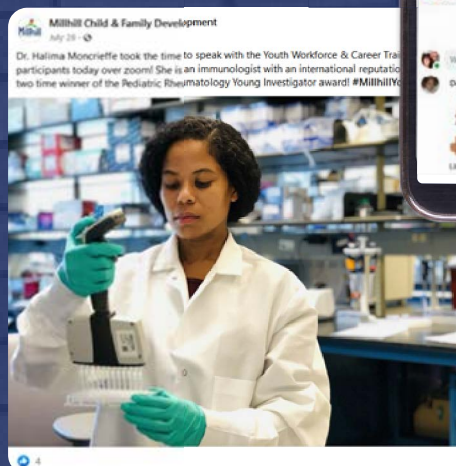 Millhill Child & Family Development
Millhill
July 28 ·
Dr. Halima Moncrieffe took the time to speak with the Youth Workforce & Career Trai
participants today over zoom! She is an immunologist with an international reputatio
two time winner of the Pediatric Rheumatology Young Investigator award! #MillhillYo
4